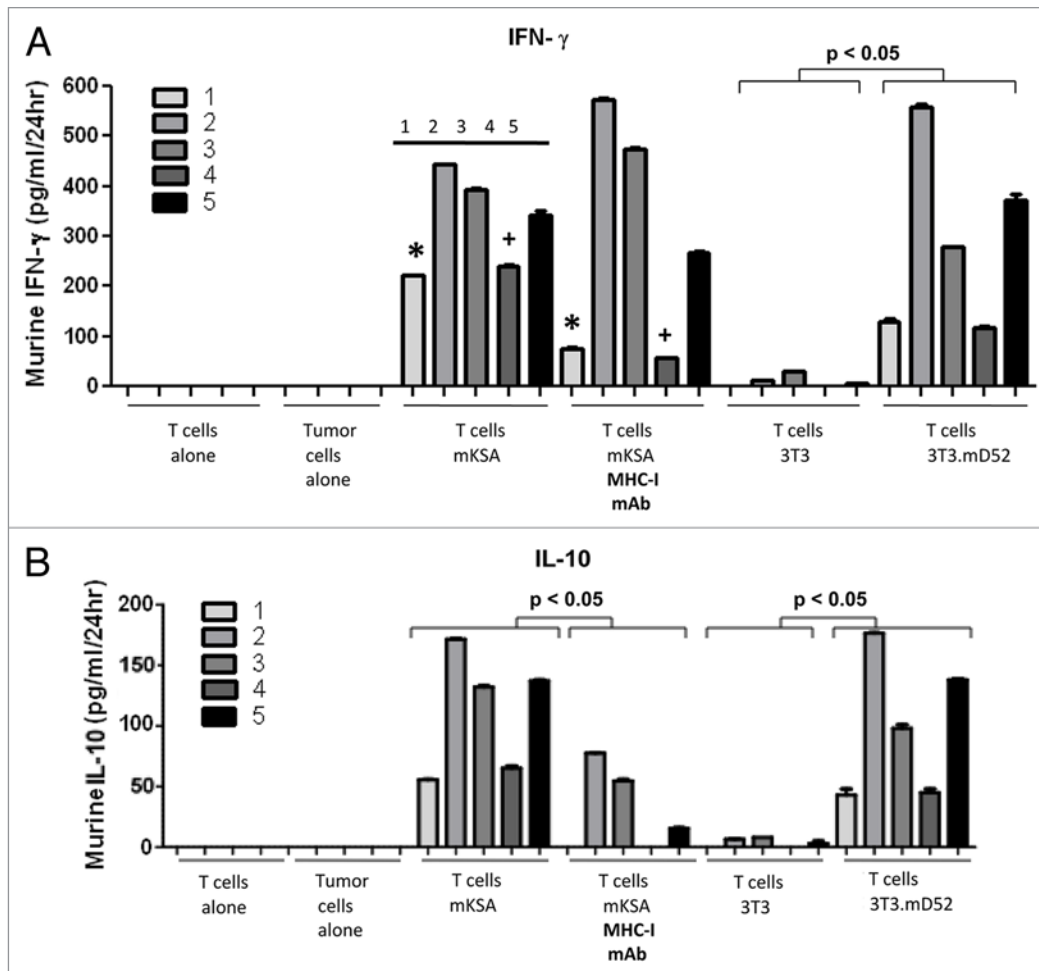 A
IFN- γ
p < 0.05
Murine IFN-γ (pg/ml/24hr)
600
500
400
300
200
100
0
1
2
3
4
5
1 2 3 4 5
* +
* +
T cells
alone
Tumor
cells
alone
T cells
mKSA
T cells
mKSA
MHC-I
mAb
T cells
3T3
T cells
3T3.mD52
B
IL-10
p < 0.05
p < 0.05
Murine IL-10 (pg/ml/24hr)
200
150
100
50
0
1
2
3
4
5
T cells
alone
Tumor
cells
alone
T cells
mKSA
T cells
mKSA
MHC-I
mAb
T cells
3T3
T cells
3T3.mD52